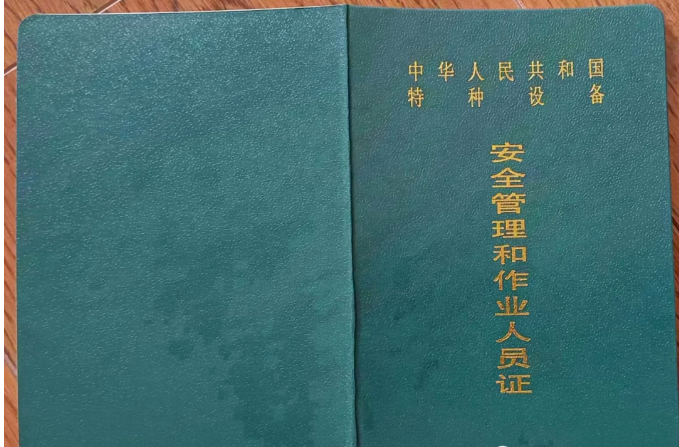 中华人民共和国
特种设备
安全管理和作业人员证